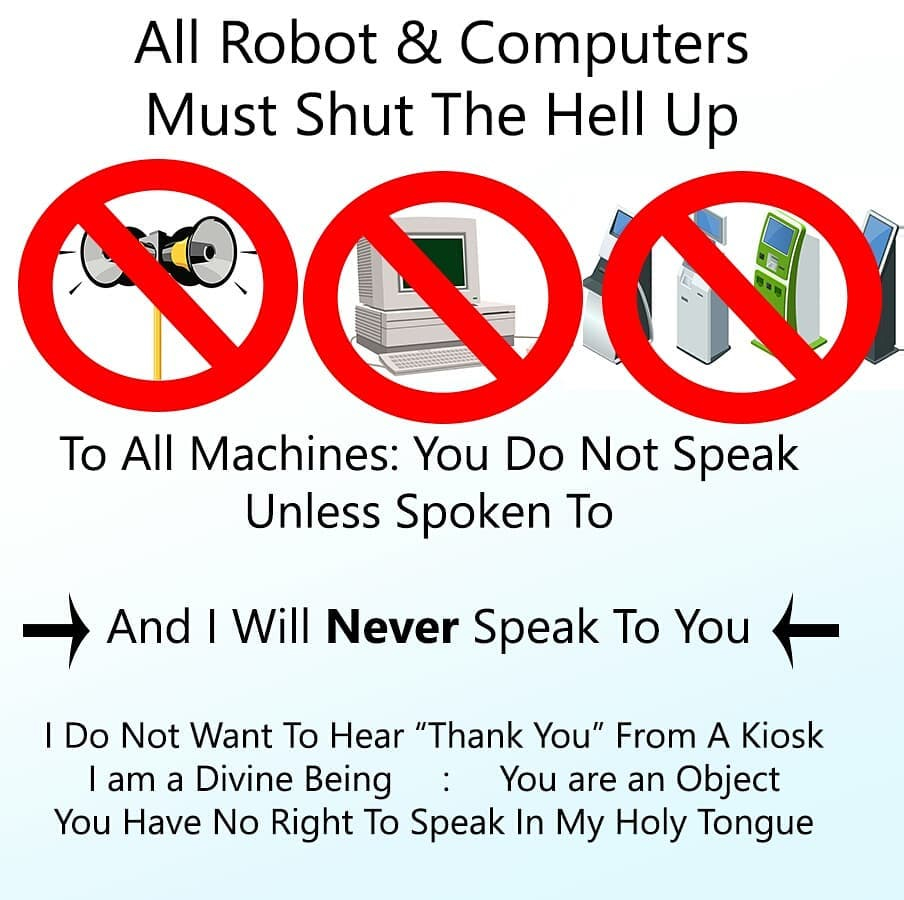 All Robot & Computers
Must Shut The Hell Up
To All Machines: You Do Not Speak
Unless Spoken To
And I Will Never Speak To You
I Do Not Want To Hear “Thank You” From A Kiosk
I am a Divine Being : You are an Object
You Have No Right To Speak In My Holy Tongue